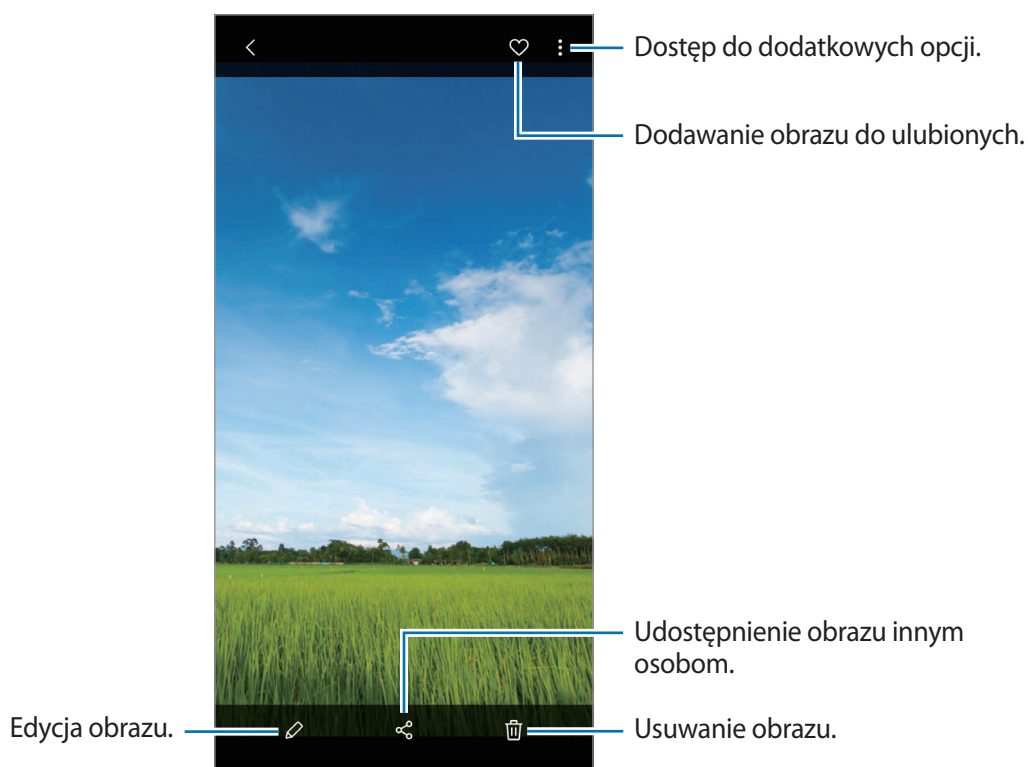 Dostęp do dodatkowych opcji.
Dodawanie obrazu do ulubionych.
Udostępnienie obrazu innym
osobom.
Edycja obrazu.
Usuwanie obrazu.